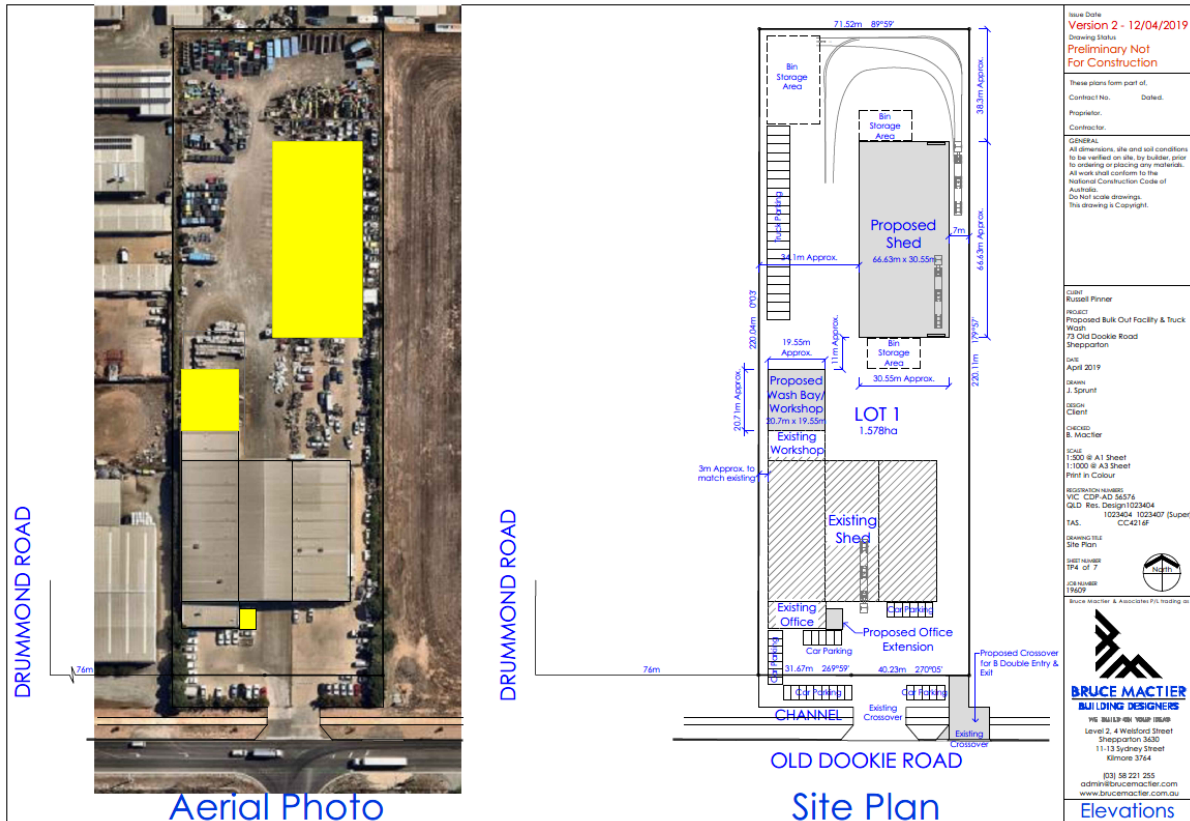 DRUMMOND ROAD
76m
Aerial Photo
DRUMMOND ROAD
76m
71.52m 89°59'
Bin
Storage
Area
Bin
Storage
Area
38.3m Approx.
Truck Parking
Proposed
Shed
66.63m x 30.55m
7m
66.63m Approx.
34.1m Approx.
220.04m 0°03'
220.11m 179°57'
19.55m
Approx.
11m Approx.
Bin
Storage
Area
30.55m Approx.
20.71m Approx.
Proposed
Wash Bay/
Workshop
20.7m x 19.55m
LOT 1
1.578ha
Existing
Workshop
3m Approx. to
match existing
Existing
Shed
Existing
Office
Car Parking
Proposed Office
Extension
Car Parking
Car Parking
31.67m 269°59'
40.23m 270°05'
Proposed Crossover
for B Double Entry &
Exit
Car Parking
Car Parking
CHANNEL
Existing
Crossover
Existing
Crossover
OLD DOOKIE ROAD
Site Plan
Issue Date
Version 2 - 12/04/2019
Drawing Status
Preliminary Not
For Construction
These plans form part of,
Contract No. Dated.
Proprietor.
Contractor.
GENERAL
All dimensions, site and soil conditions
to be verified on site, by builder, prior
to ordering or placing any materials.
All work shall conform to the
National Construction Code of
Australia.
Do Not scale drawings.
This drawing is Copyright.
CLIENT
Russell Pinner
PROJECT
Proposed Bulk Out Facility & Truck
Wash
73 Old Dookie Road
Shepparton
DATE
April 2019
DRAWN
J. Sprunt
DESIGN
Client
CHECKED
B. Mactier
SCALE
1:500 @ A1 Sheet
1:1000 @ A3 Sheet
Print in Colour
REGISTRATION NUMBERS
VIC CDP-AD 56576
QLD Res. Design1023404
1023404 1023407 (Super
TAS. CC4216F
DRAWING TITLE
Site Plan
SHEET NUMBER
TP4 of 7
North
JOB NUMBER
19609
Bruce Mactier & Associates P/L trading as
BRUCE MACTIER
BUILDING DESIGNERS
WE BUILD ON YOUR IDEAS
Level 2, 4 Welsford Street
Shepparton 3630
11-13 Sydney Street
Kilmore 3764
(03) 58 221 255
admin@brucemactier.com
www.brucemactier.com.au
Elevations